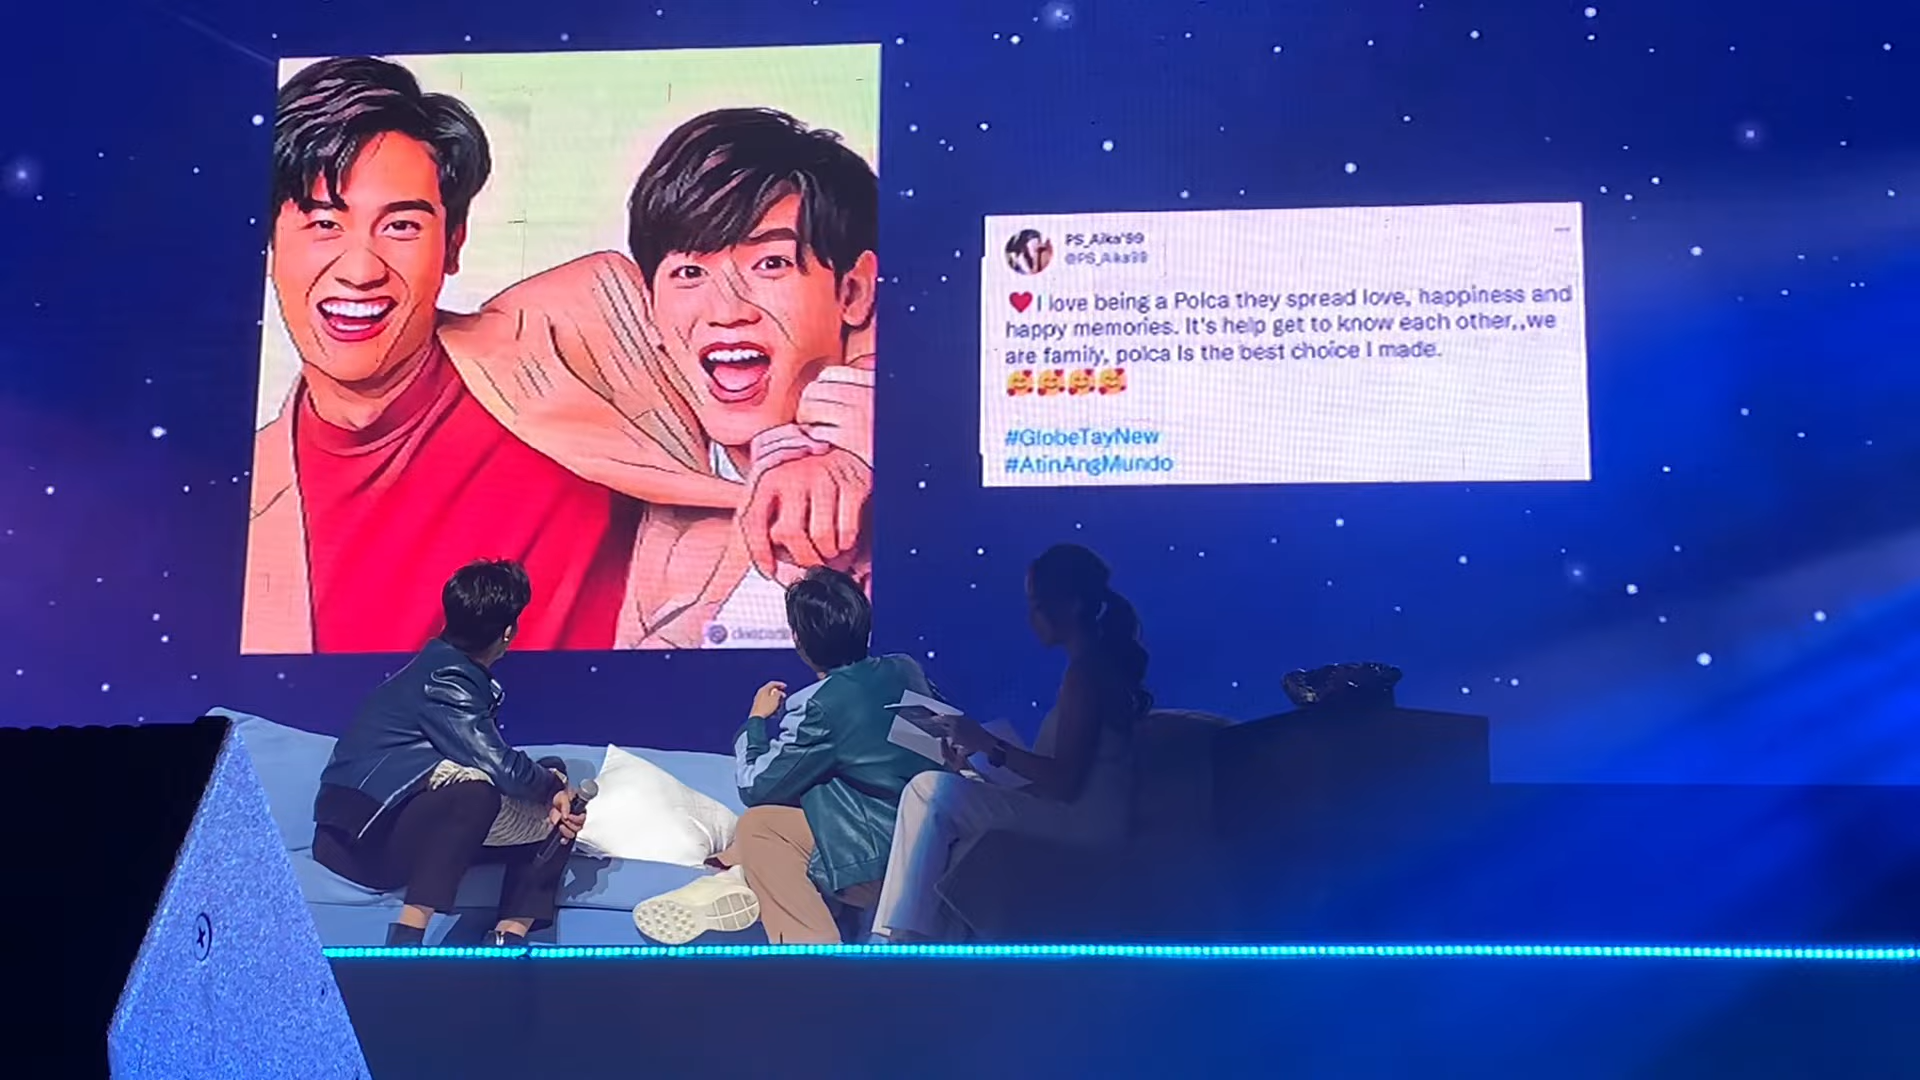 PS_Aika'99
@PS_Aika99
I love being a Polca they spread love, happiness and
happy memories. It's help get to know each other,,we
are family, polca Is the best choice I made.
#GlobeTayNew
#AtinAngMundo